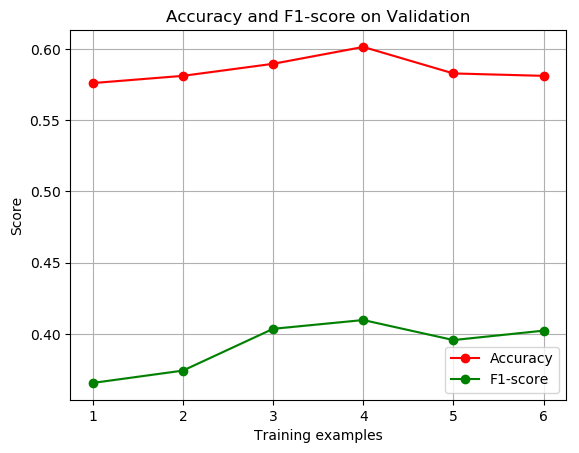 Accuracy and F1-score on Validation
0.60
0.55
0.50
0.45
0.40
Score
1 2 3 4 5 6
Training examples
Accuracy
F1-score